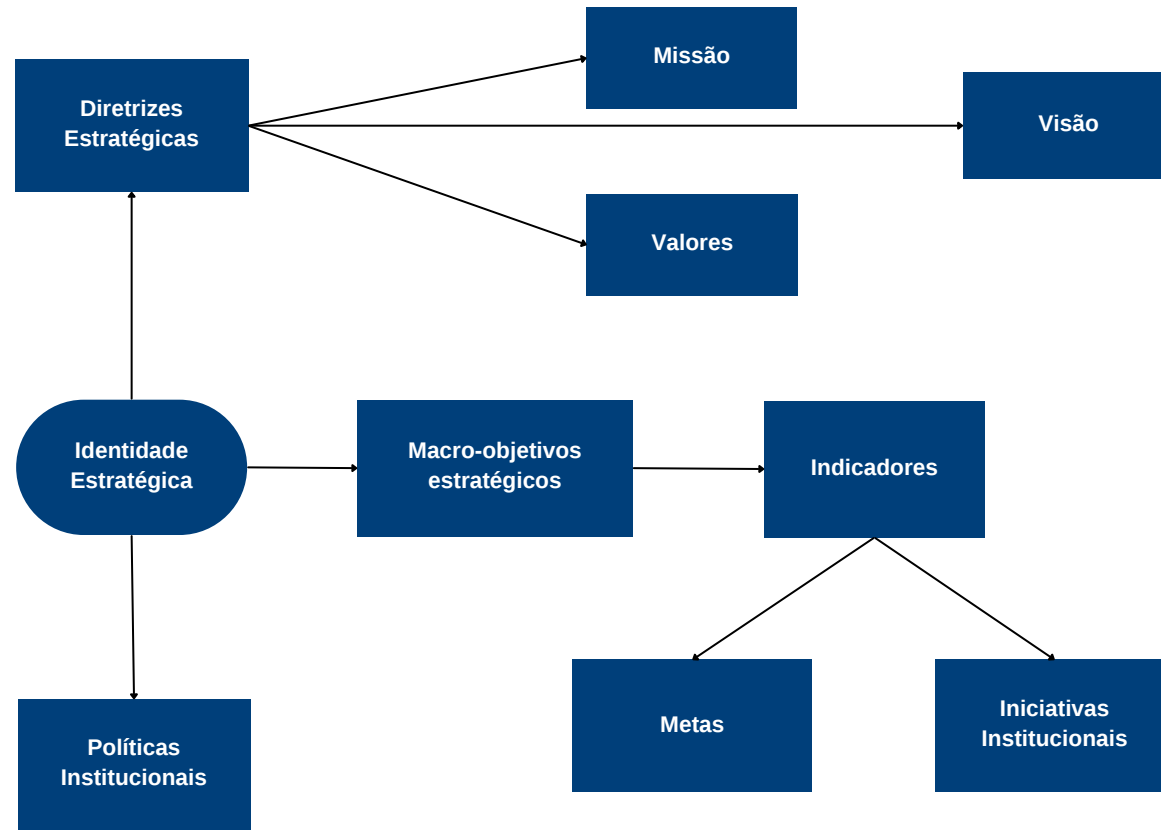 Missão
Diretrizes
Estratégicas
Visão
Valores
Identidade
Estratégica
Macro-objetivos
estratégicos
Indicadores
Metas
Iniciativas
Institucionais
Políticas
Institucionais